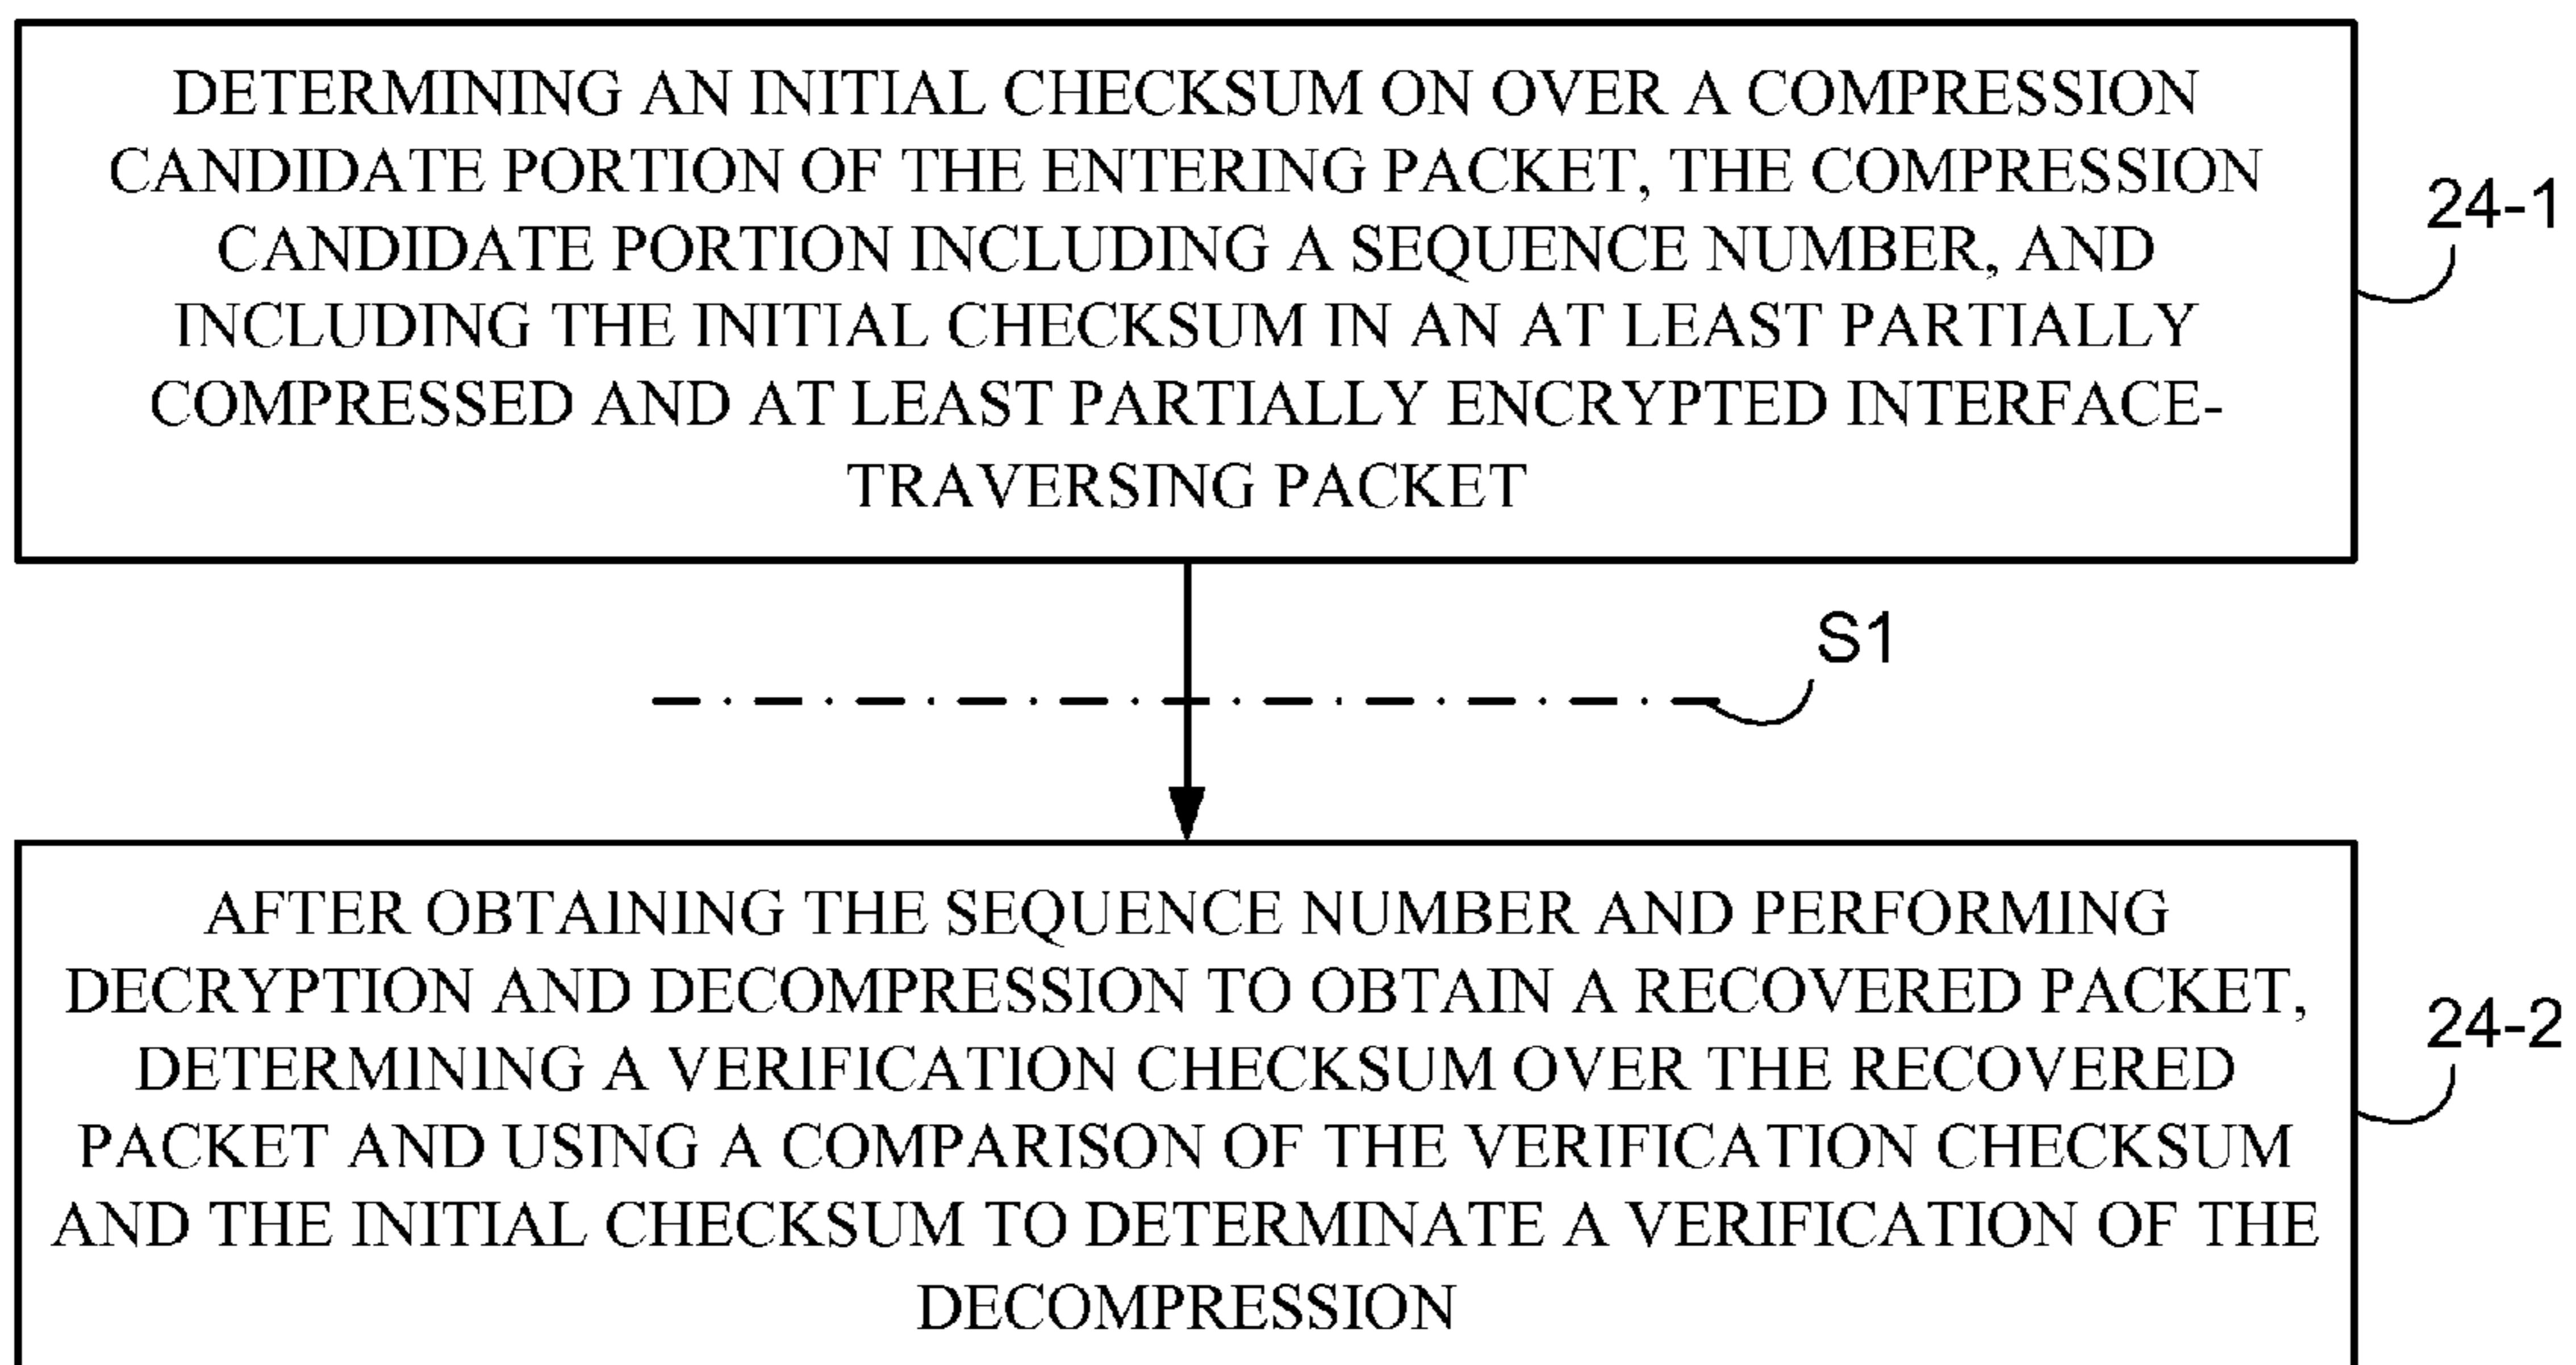 DETERMINING AN INITIAL CHECKSUM ON OVER A COMPRESSION
CANDIDATE PORTION OF THE ENTERING PACKET, THE COMPRESSION
CANDIDATE PORTION INCLUDING A SEQUENCE NUMBER, AND
INCLUDING THE INITIAL CHECKSUM IN AN AT LEAST PARTIALLY
COMPRESSED AND AT LEAST PARTIALLY ENCRYPTED INTERFACE-
TRAVERSING PACKET
24-1
S1
AFTER OBTAINING THE SEQUENCE NUMBER AND PERFORMING
DECRYPTION AND DECOMPRESSION TO OBTAIN A RECOVERED PACKET,
DETERMINING A VERIFICATION CHECKSUM OVER THE RECOVERED
PACKET AND USING A COMPARISON OF THE VERIFICATION CHECKSUM
AND THE INITIAL CHECKSUM TO DETERMINATE A VERIFICATION OF THE
DECOMPRESSION
24-2